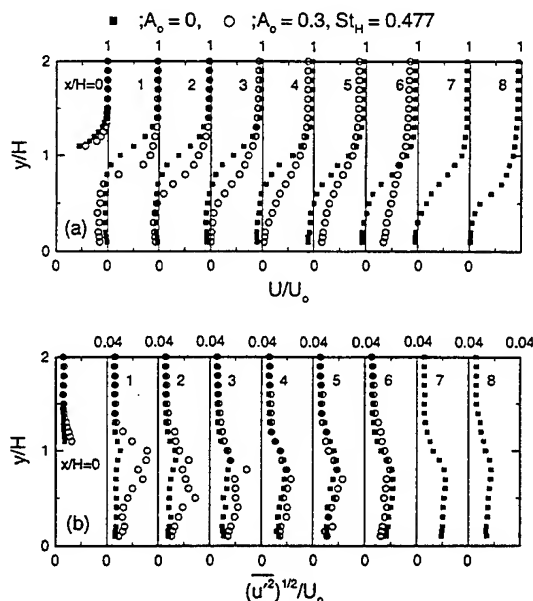 ■ ;A₀ = 0, ○ ;A₀ = 0.3, St_H = 0.477
1 1 1 1 1 1 1 1 1
2
x/H=0 1 2 3 4 5 6 7 8
y/H
1
(a)
0
0 0 0 0 0 0 0 0 0 0
U/U₀
0.04 0.04 0.04 0.04 0.04 0.04 0.04 0.04 0.04
2
1 2 3 4 5 6 7 8
y/H
1
x/H=0
(b)
0
0 0 0 0 0 0 0 0 0 0
(u'²)^1/2/U₀